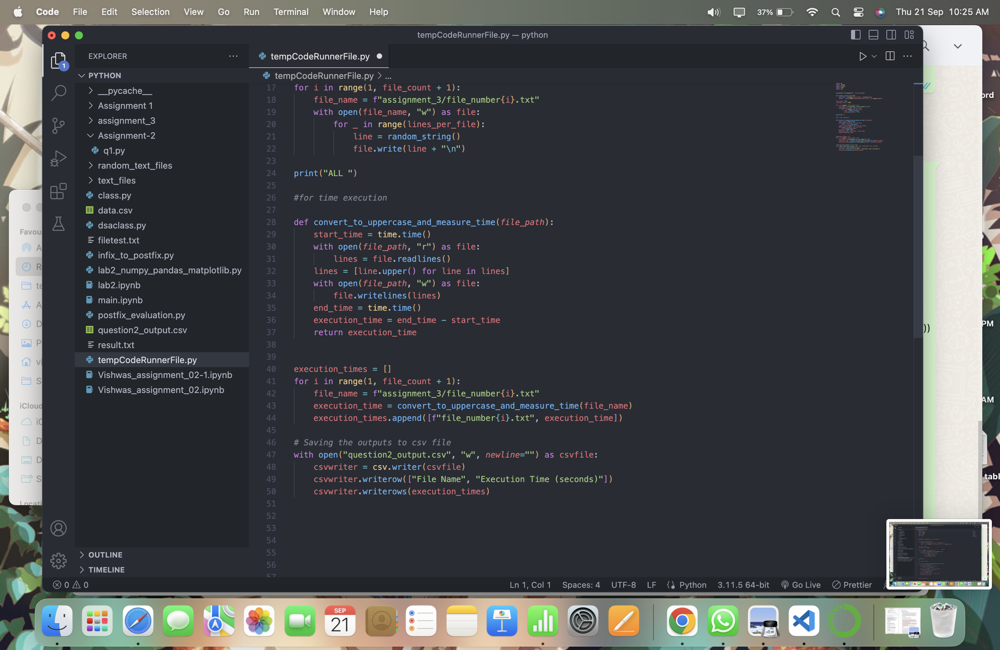 Code File Edit Selection View Go Run Terminal Window Help
37% Thu 21 Sep 10:25 AM
tempCodeRunnerFile.py — python
EXPLORER ...
tempCodeRunnerFile.py
1
PYTHON
tempCodeRunnerFile.py > ...
__pycache__
Assignment 1
assignment_3
Assignment-2
q1.py
random_text_files
text_files
class.py
data.csv
dsaclass.py
filetest.txt
infix_to_postfix.py
lab2_numpy_pandas_matplotlib.py
lab2.ipynb
main.ipynb
postfix_evaluation.py
question2_output.csv
result.txt
tempCodeRunnerFile.py
Vishwas_assignment_02-1.ipynb
Vishwas_assignment_02.ipynb
OUTLINE
TIMELINE
17 for i in range(1, file_count + 1):
18     file_name = f"assignment_3/file_number{i}.txt"
19     with open(file_name, "w") as file:
20         for _ in range(lines_per_file):
21             line = random_string()
22             file.write(line + "\n")
23
24 print("ALL ")
25
26 #for time execution
27
28 def convert_to_uppercase_and_measure_time(file_path):
29     start_time = time.time()
30     with open(file_path, "r") as file:
31         lines = file.readlines()
32     lines = [line.upper() for line in lines]
33     with open(file_path, "w") as file:
34         file.writelines(lines)
35     end_time = time.time()
36     execution_time = end_time - start_time
37     return execution_time
38
39
40 execution_times = []
41 for i in range(1, file_count + 1):
42     file_name = f"assignment_3/file_number{i}.txt"
43     execution_time = convert_to_uppercase_and_measure_time(file_name)
44     execution_times.append([f"file_number{i}.txt", execution_time])
45
46 # Saving the outputs to csv file
47 with open("question2_output.csv", "w", newline="") as csvfile:
48     csvwriter = csv.writer(csvfile)
49     csvwriter.writerow(["File Name", "Execution Time (seconds)"])
50     csvwriter.writerows(execution_times)
51
52
53
54
55
56
57
0 0 Ln 1, Col 1 Spaces: 4 UTF-8 LF Python 3.11.5 64-bit Go Live Prettier
Favou
iCloud
Locati
ord
PM
))
AM
tabl
SEP
21